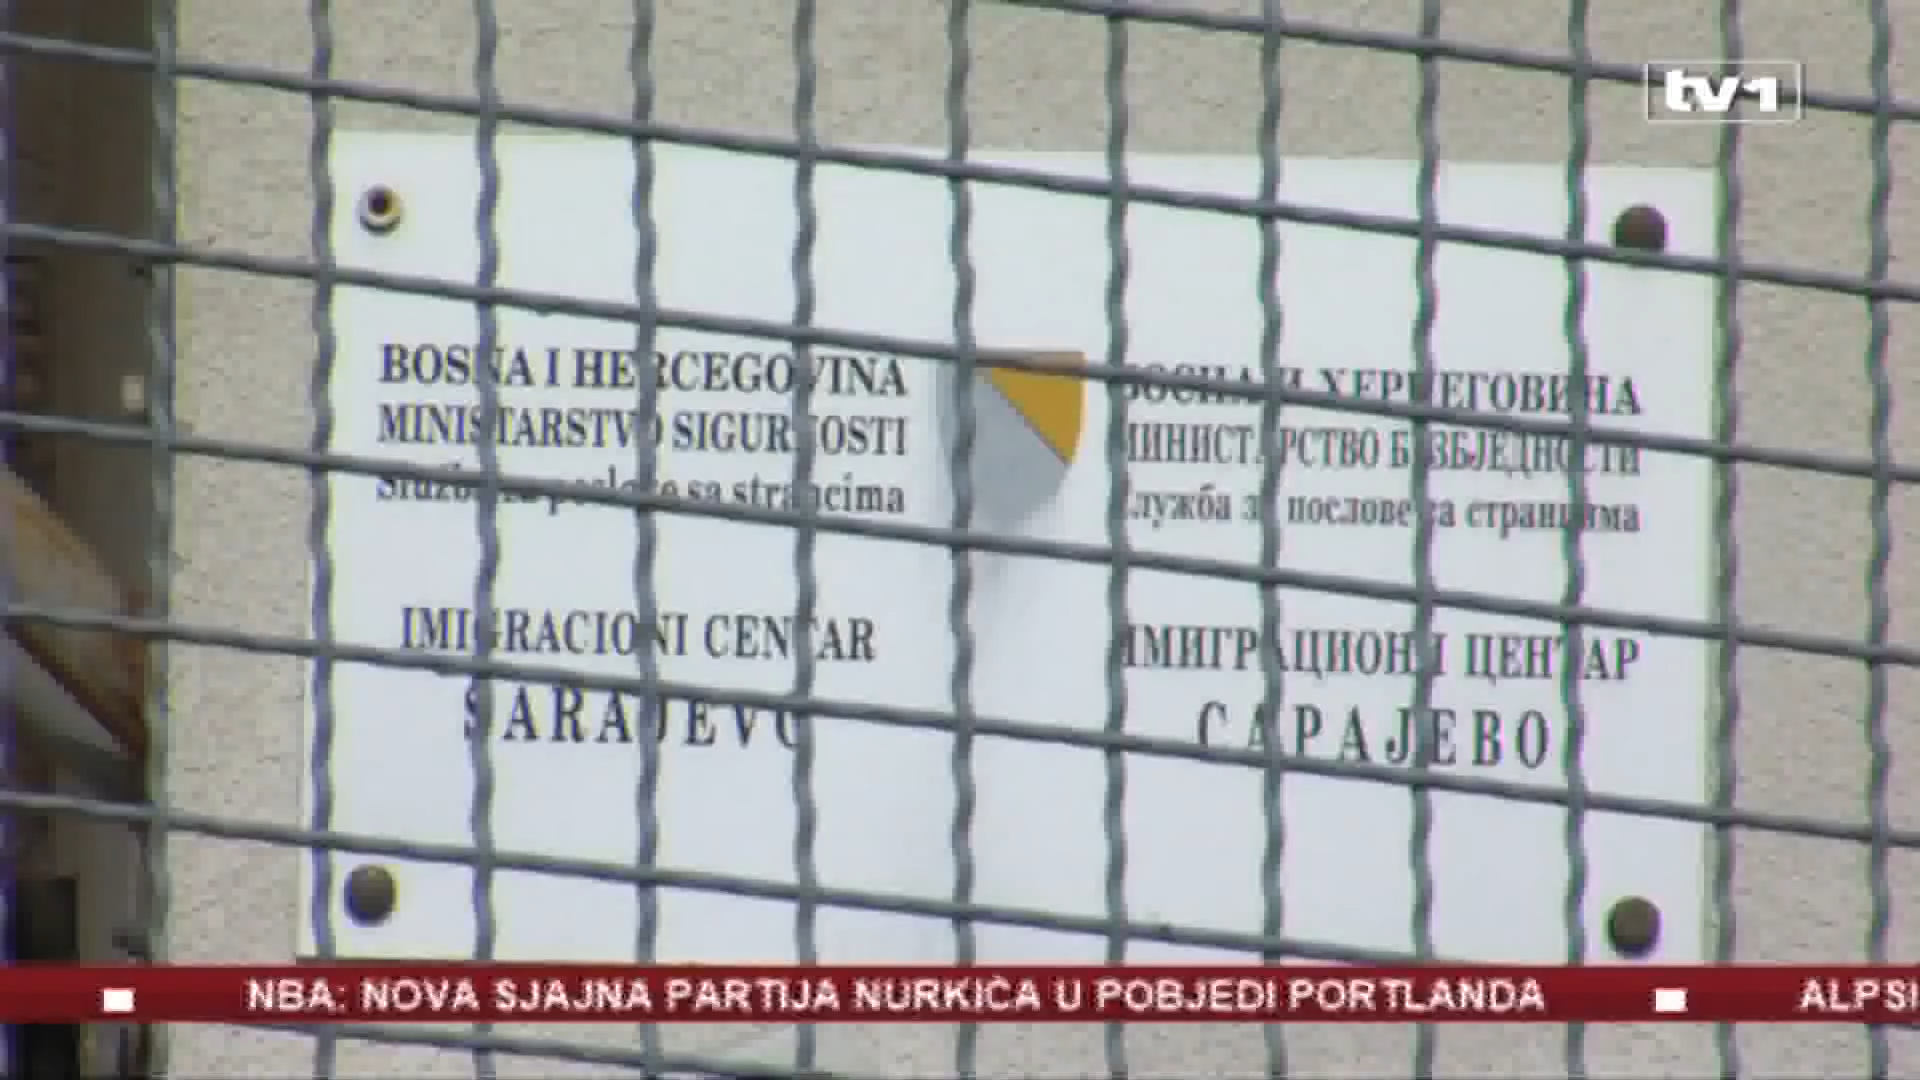 tv1
BOSNA I HERCEGOVINA
MINISTARSTVO SIGURNOSTI
Služba za poslove sa strancima
IMIGRACIONI CENTAR
SARAJEVO
БОСНА И ХЕРЦЕГОВИНА
МИНИСТАРСТВО БЕЗБЈЕДНОСТИ
Служба за послове са странцима
ИМИГРАЦИОНИ ЦЕНТАР
САРАЈЕВО
NBA: NOVA SJAJNA PARTIJA NURKIĆA U POBJEDI PORTLANDA
ALPSI